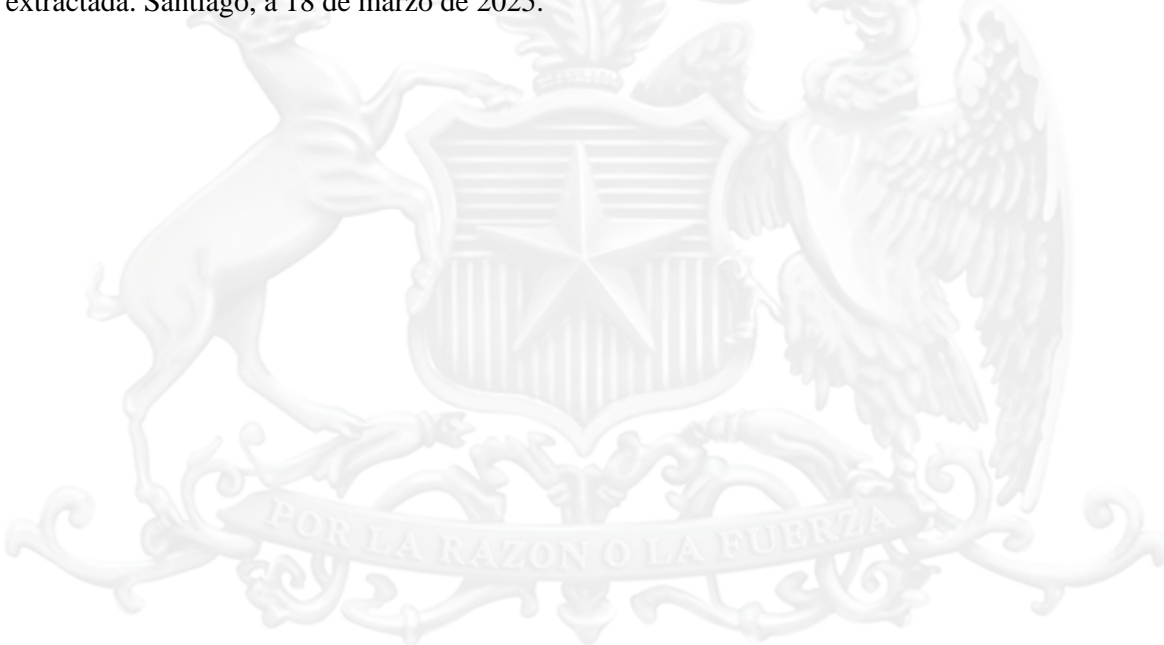 extractada. Santiago, a 18 de marzo de 2025.
POR LA RAZON O LA FUERZA